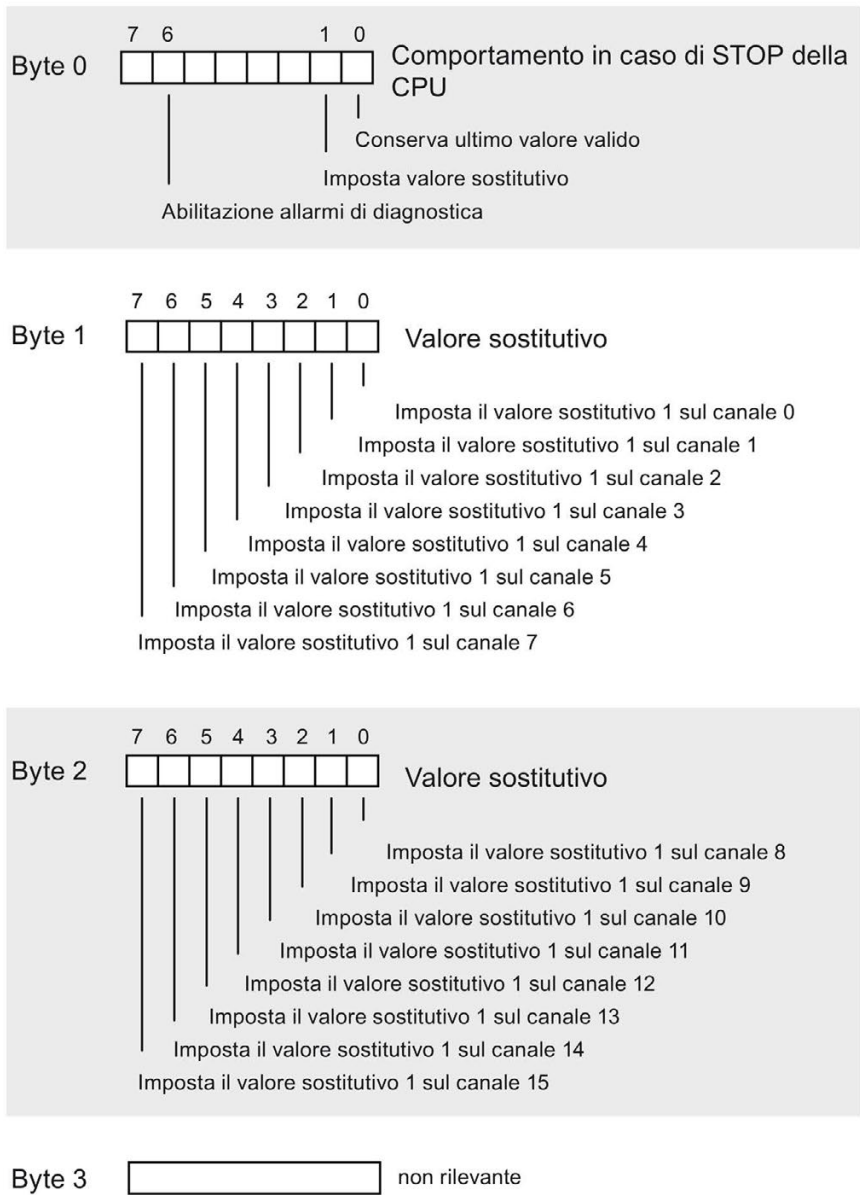 7 6 1 0
Byte 0 Comportamento in caso di STOP della
CPU
Conserva ultimo valore valido
Imposta valore sostitutivo
Abilitazione allarmi di diagnostica
7 6 5 4 3 2 1 0
Byte 1 Valore sostitutivo
Imposta il valore sostitutivo 1 sul canale 0
Imposta il valore sostitutivo 1 sul canale 1
Imposta il valore sostitutivo 1 sul canale 2
Imposta il valore sostitutivo 1 sul canale 3
Imposta il valore sostitutivo 1 sul canale 4
Imposta il valore sostitutivo 1 sul canale 5
Imposta il valore sostitutivo 1 sul canale 6
Imposta il valore sostitutivo 1 sul canale 7
7 6 5 4 3 2 1 0
Byte 2 Valore sostitutivo
Imposta il valore sostitutivo 1 sul canale 8
Imposta il valore sostitutivo 1 sul canale 9
Imposta il valore sostitutivo 1 sul canale 10
Imposta il valore sostitutivo 1 sul canale 11
Imposta il valore sostitutivo 1 sul canale 12
Imposta il valore sostitutivo 1 sul canale 13
Imposta il valore sostitutivo 1 sul canale 14
Imposta il valore sostitutivo 1 sul canale 15
Byte 3 non rilevante